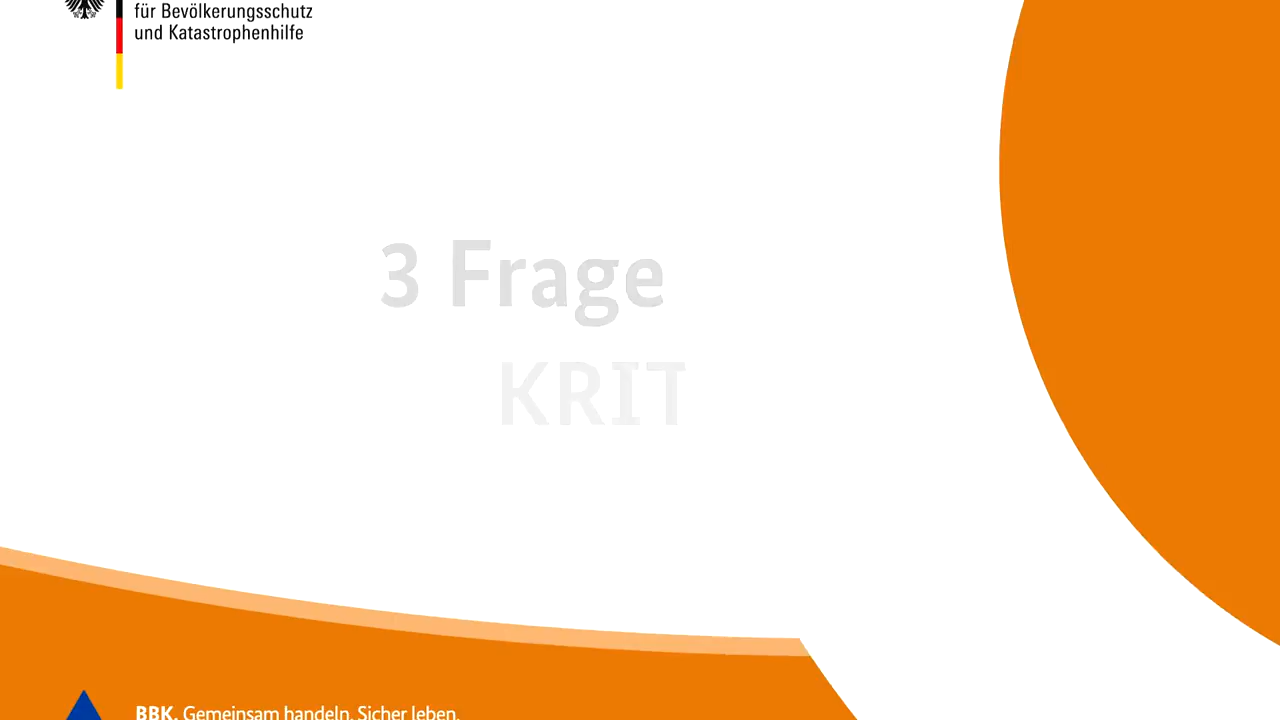 für Bevölkerungsschutz
und Katastrophenhilfe
3 Frage
KRIT
BBK. Gemeinsam handeln. Sicher leben.